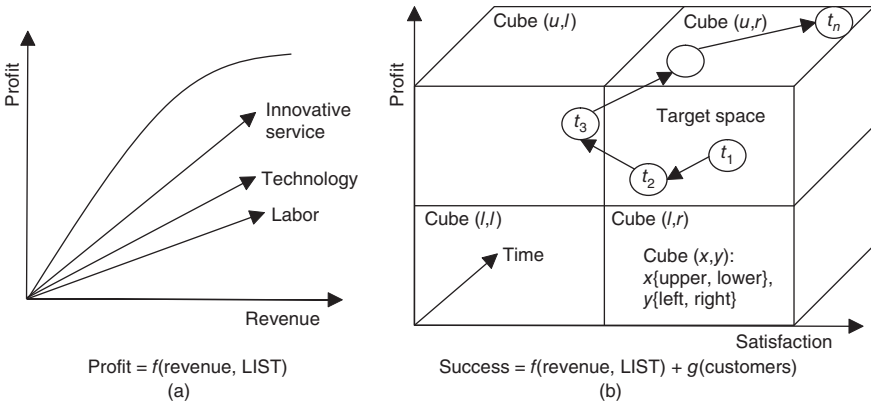 Profit
Innovative
service
Technology
Labor
Revenue
Profit = f(revenue, LIST)
(a)
Cube (u,l)
Cube (u,r)
tn
Profit
t3
Target space
t1
t2
Cube (l,l)
Cube (l,r)
Time
Cube (x,y):
x{upper, lower},
y{left, right}
Satisfaction
Success = f(revenue, LIST) + g(customers)
(b)